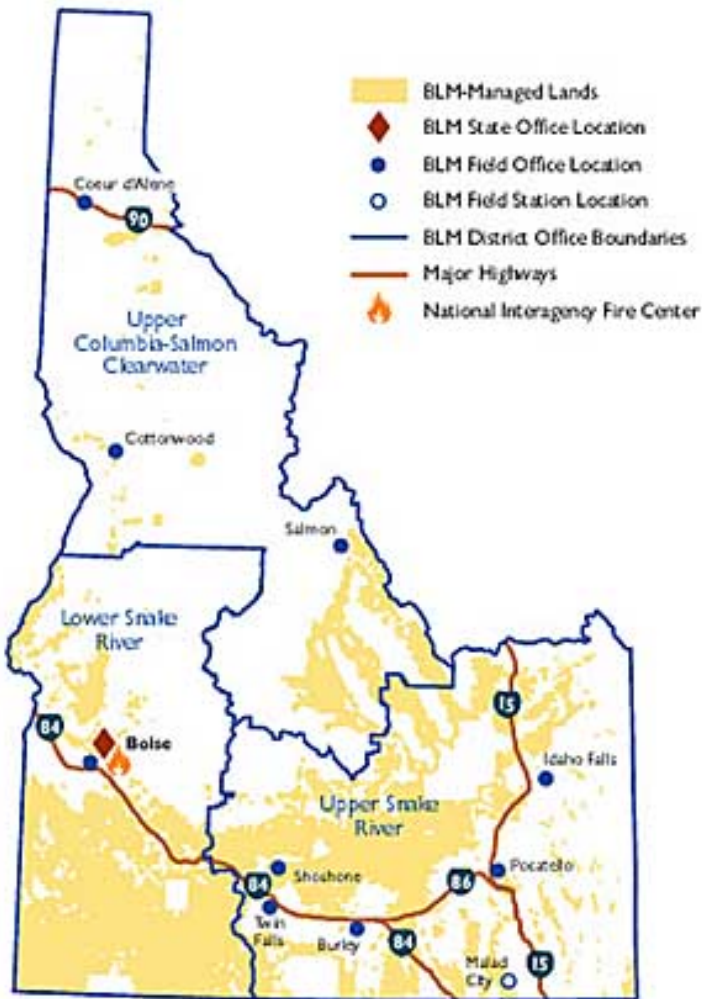 BLM-Managed Lands
BLM State Office Location
BLM Field Office Location
BLM Field Station Location
BLM District Office Boundaries
Major Highways
National Interagency Fire Center
Coeur d'Alene
90
Upper
Columbia-Salmon
Clearwater
Cottonwood
Salmon
Lower Snake
River
84
Boise
15
Idaho Falls
Upper Snake
River
Shoshone
84
86
Pocatello
Twin
Falls
Burley
84
Malad
City
15